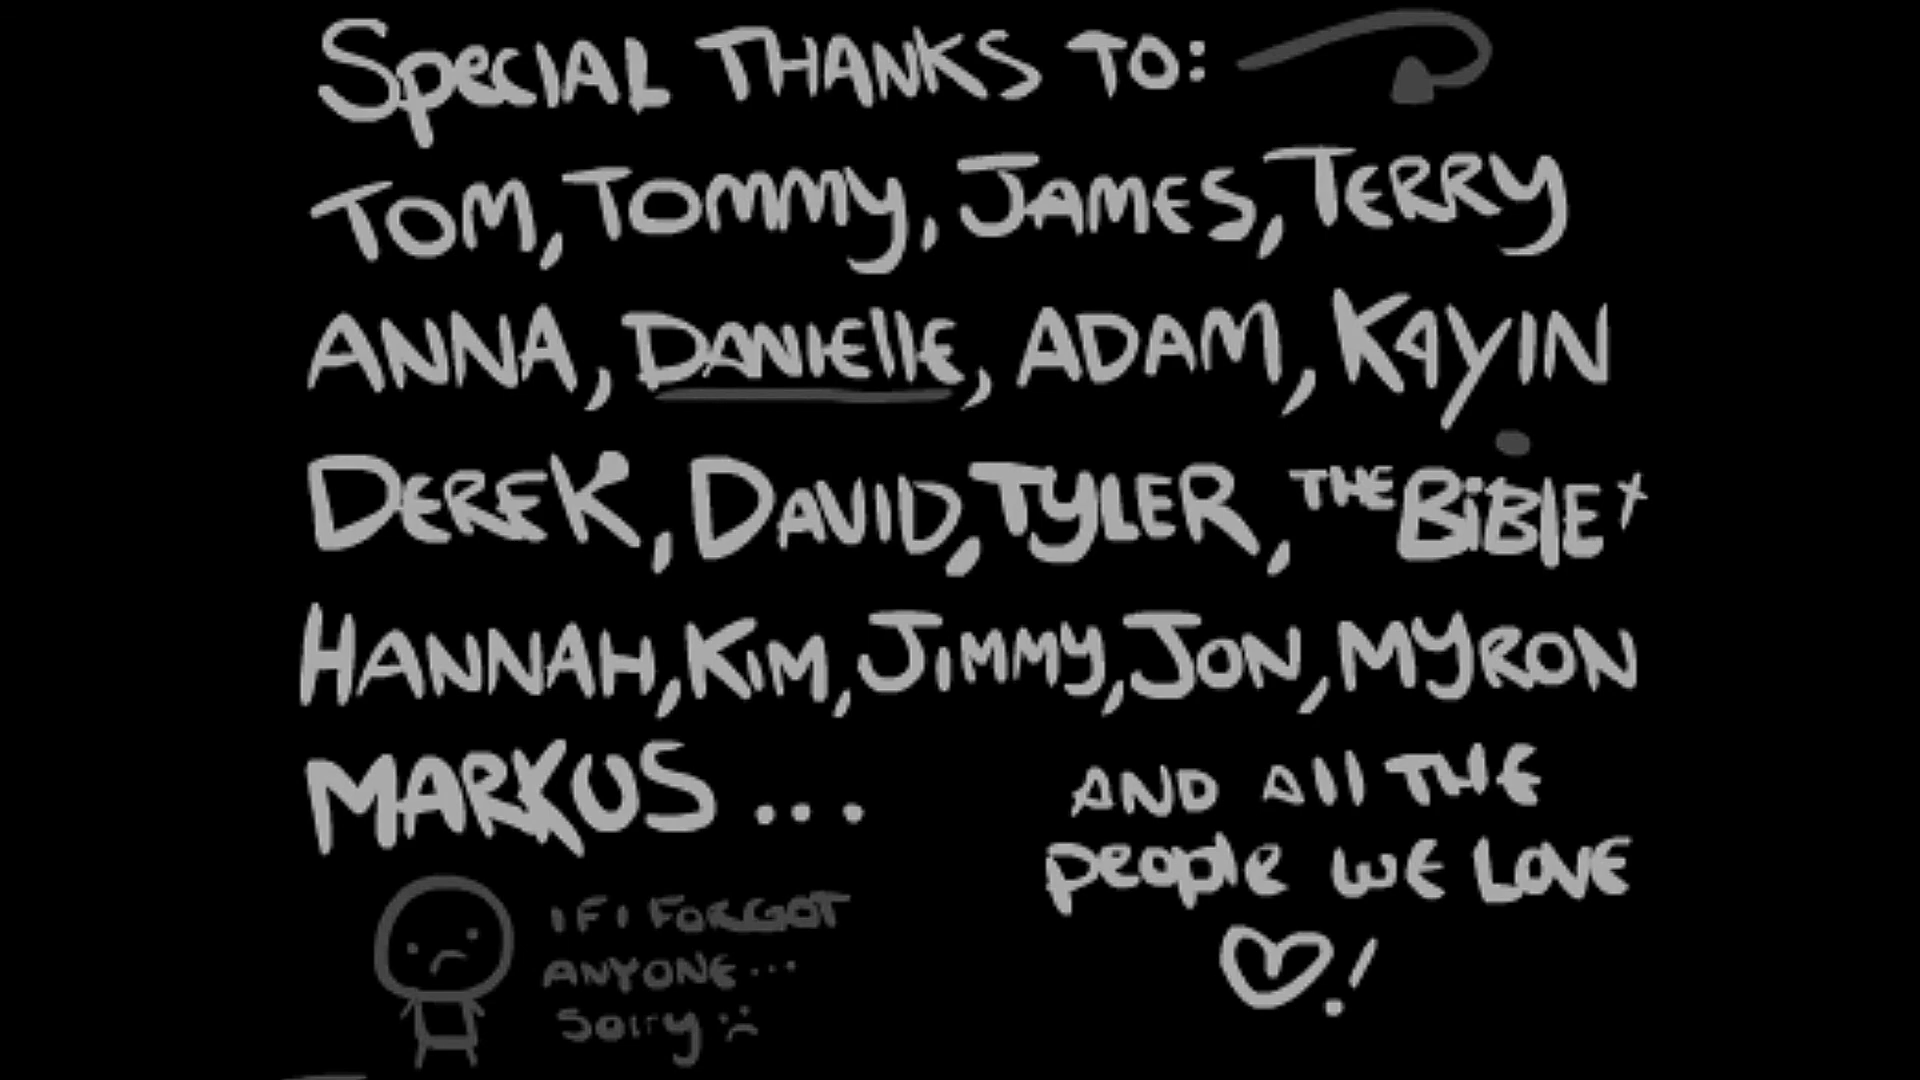 SpeCIAL THANKS TO:
TOM, TOMMY, JAMES, TERRY
ANNA, DANIEllE, ADAM, KAYIN
DEREK, DAVID, TYLER, THE BiBlE
HANNAH, KIM, JIMMY, JON, MYRON
MARKUS...
AND All THE
people WE LOVE
♡!
IF I FORGOT
ANYONE...
Sorry :(